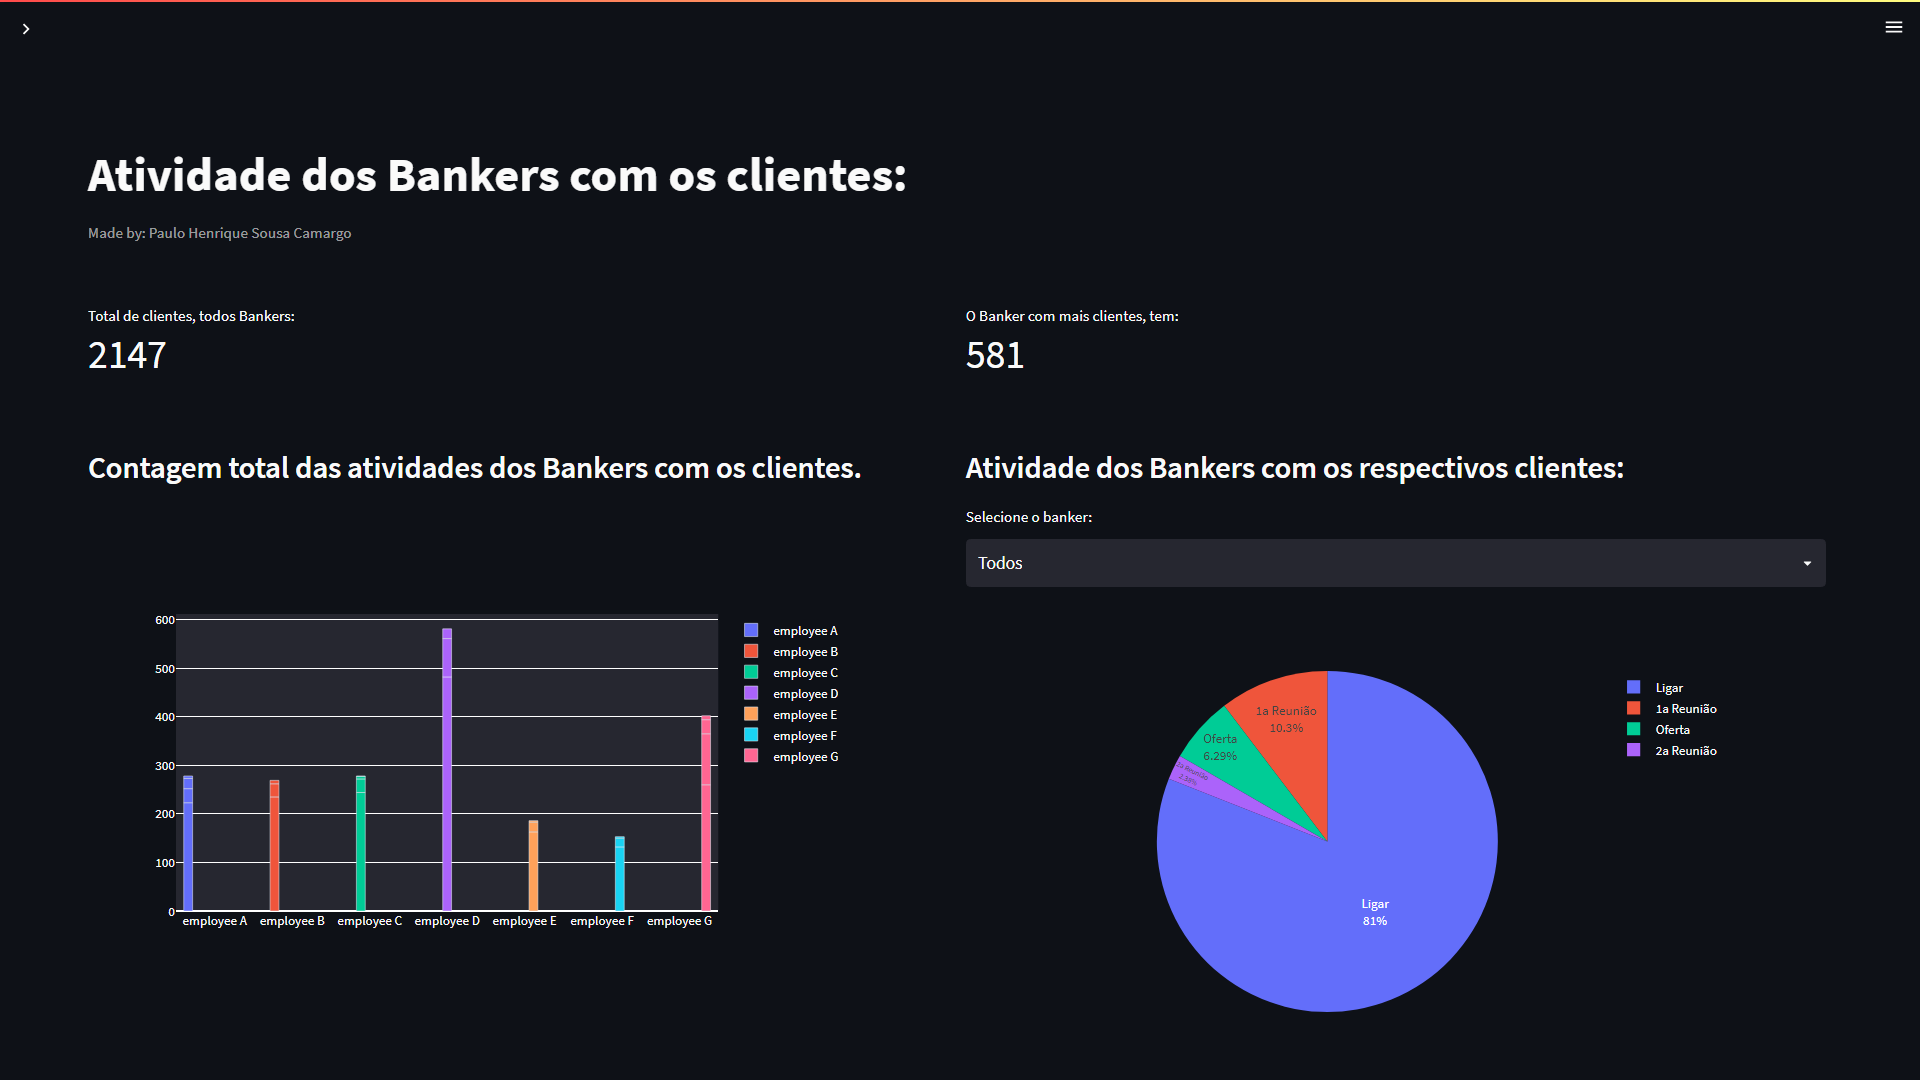 Atividade dos Bankers com os clientes:
Made by: Paulo Henrique Sousa Camargo
Total de clientes, todos Bankers:
2147
O Banker com mais clientes, tem:
581
Contagem total das atividades dos Bankers com os clientes.
600
500
400
300
200
100
0
employee A employee B employee C employee D employee E employee F employee G
employee A
employee B
employee C
employee D
employee E
employee F
employee G
Atividade dos Bankers com os respectivos clientes:
Selecione o banker:
Todos
1a Reunião
10.3%
Oferta
6.29%
2a Reunião
Ligar
81%
Ligar
1a Reunião
Oferta
2a Reunião